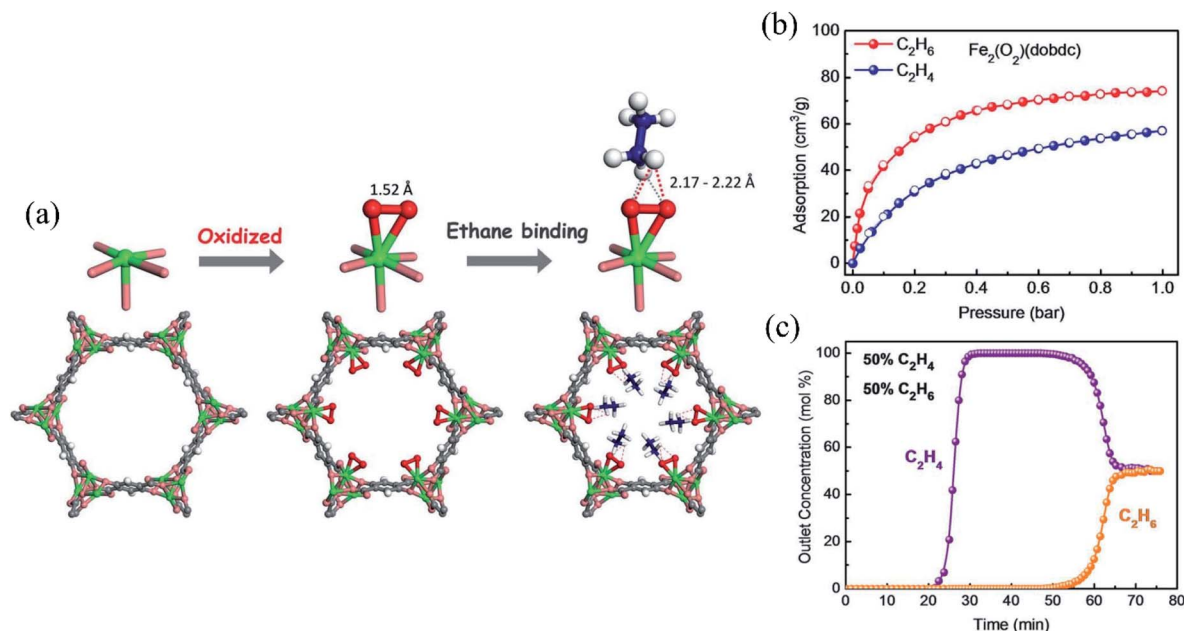 (a)
Oxidized
1.52 Å
Ethane binding
2.17 - 2.22 Å
(b)
C₂H₆
C₂H₄
Fe₂(O₂)(dobdc)
100
80
60
40
20
0
Adsorption (cm³/g)
0.0 0.2 0.4 0.6 0.8 1.0
Pressure (bar)
(c)
50% C₂H₄
50% C₂H₆
C₂H₄
C₂H₆
100
80
60
40
20
0
Outlet Concentration (mol %)
0 10 20 30 40 50 60 70 80
Time (min)